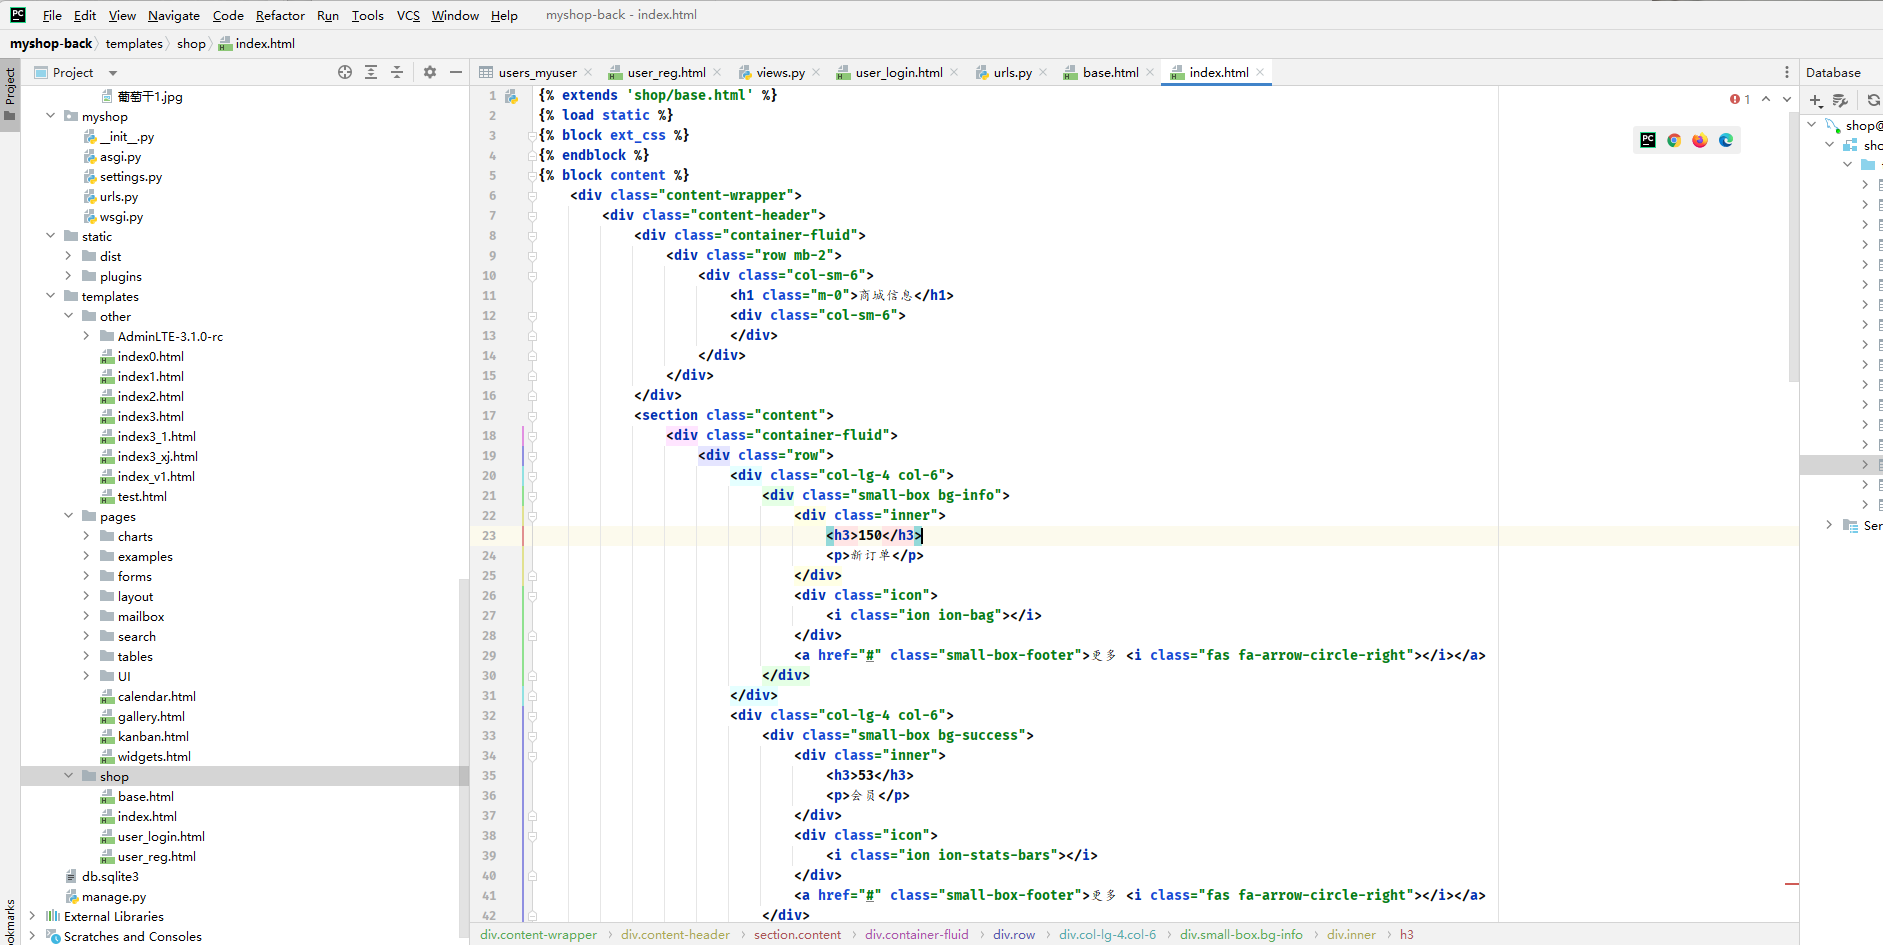 PC File Edit View Navigate Code Refactor Run Tools VCS Window Help myshop-back - index.html
myshop-back templates shop index.html
Project
Project
users_myuser user_reg.html views.py user_login.html urls.py base.html index.html
Database
葡萄干1.jpg
myshop
__init__.py
asgi.py
settings.py
urls.py
wsgi.py
static
dist
plugins
templates
other
AdminLTE-3.1.0-rc
index0.html
index1.html
index2.html
index3.html
index3_1.html
index3_xj.html
index_v1.html
test.html
pages
charts
examples
forms
layout
mailbox
search
tables
UI
calendar.html
gallery.html
kanban.html
widgets.html
shop
base.html
index.html
user_login.html
user_reg.html
db.sqlite3
manage.py
External Libraries
Scratches and Consoles
1 {% extends 'shop/base.html' %}
2 {% load static %}
3 {% block ext_css %}
4 {% endblock %}
5 {% block content %}
6 <div class="content-wrapper">
7 <div class="content-header">
8 <div class="container-fluid">
9 <div class="row mb-2">
10 <div class="col-sm-6">
11 <h1 class="m-0">商城信息</h1>
12 <div class="col-sm-6">
13 </div>
14 </div>
15 </div>
16 </div>
17 <section class="content">
18 <div class="container-fluid">
19 <div class="row">
20 <div class="col-lg-4 col-6">
21 <div class="small-box bg-info">
22 <div class="inner">
23 <h3>150</h3>
24 <p>新订单</p>
25 </div>
26 <div class="icon">
27 <i class="ion ion-bag"></i>
28 </div>
29 <a href="#" class="small-box-footer">更多 <i class="fas fa-arrow-circle-right"></i></a>
30 </div>
31 </div>
32 <div class="col-lg-4 col-6">
33 <div class="small-box bg-success">
34 <div class="inner">
35 <h3>53</h3>
36 <p>会员</p>
37 </div>
38 <div class="icon">
39 <i class="ion ion-stats-bars"></i>
40 </div>
41 <a href="#" class="small-box-footer">更多 <i class="fas fa-arrow-circle-right"></i></a>
42 </div>
1
PC
shop@
sho
Ser
div.content-wrapper div.content-header section.content div.container-fluid div.row div.col-lg-4.col-6 div.small-box.bg-info div.inner h3
okmarks